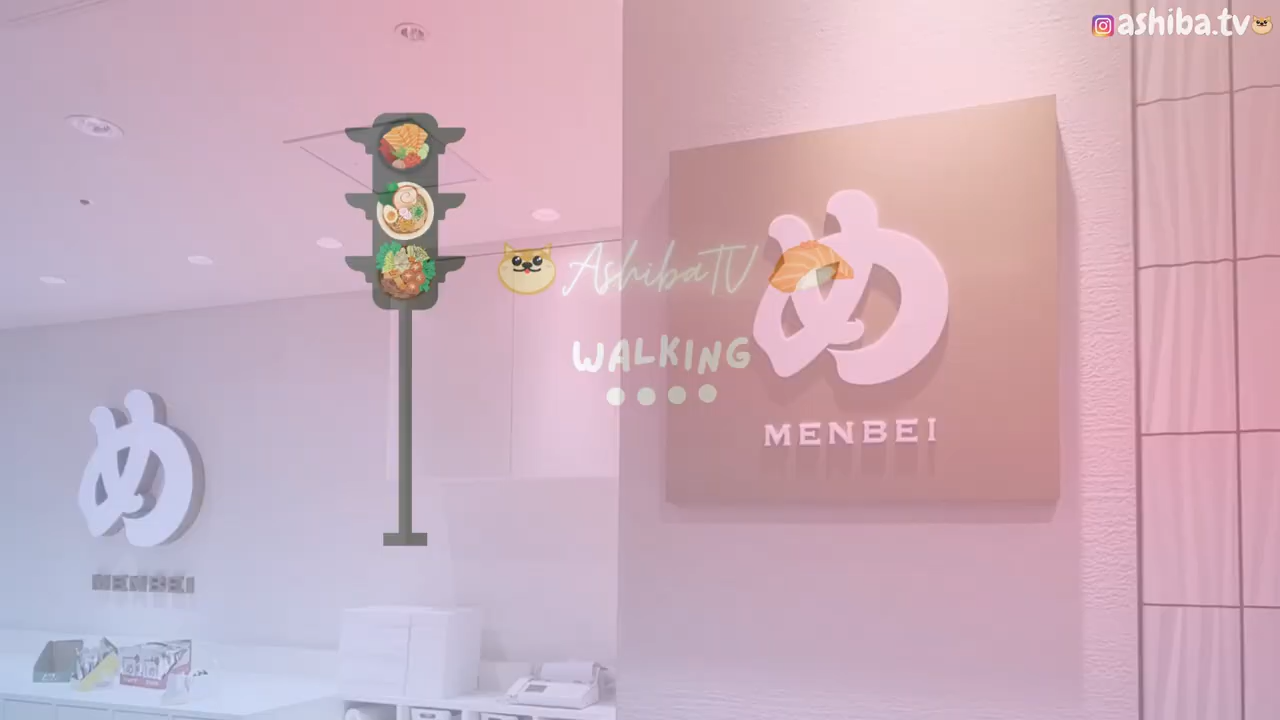 ashiba.tv
め
MENBEI
AshibaTV
WALKING
め
MENBEI